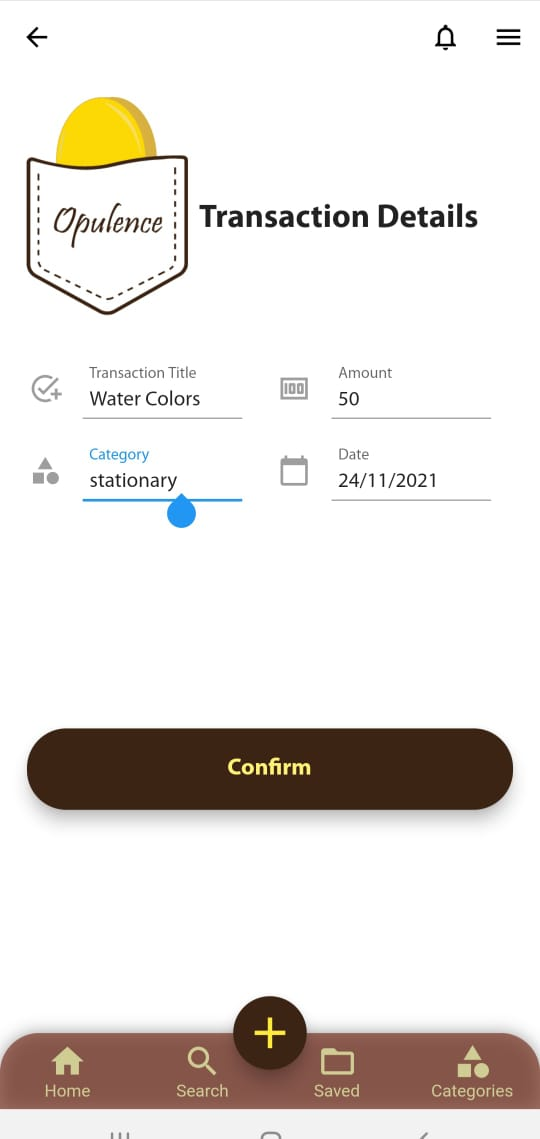 Opulence
Transaction Details
Transaction Title
Amount
Water Colors
50
Category
Date
stationary
24/11/2021
Confirm
Home
Search
Saved
Categories